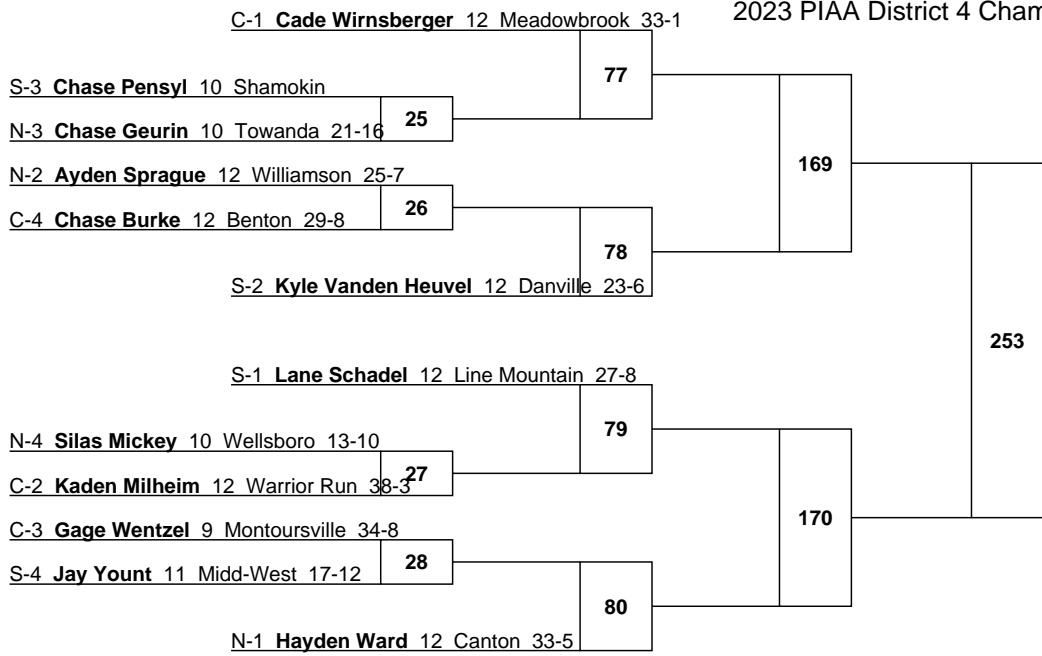 2023 PIAA District 4 Cham
C-1 Cade Wirnsberger 12 Meadowbrook 33-1
77
S-3 Chase Pensyl 10 Shamokin
25
N-3 Chase Geurin 10 Towanda 21-16
169
N-2 Ayden Sprague 12 Williamson 25-7
26
C-4 Chase Burke 12 Benton 29-8
78
S-2 Kyle Vanden Heuvel 12 Danville 23-6
253
S-1 Lane Schadel 12 Line Mountain 27-8
79
N-4 Silas Mickey 10 Wellsboro 13-10
27
C-2 Kaden Milheim 12 Warrior Run 38-3
170
C-3 Gage Wentzel 9 Montoursville 34-8
28
S-4 Jay Yount 11 Midd-West 17-12
80
N-1 Hayden Ward 12 Canton 33-5